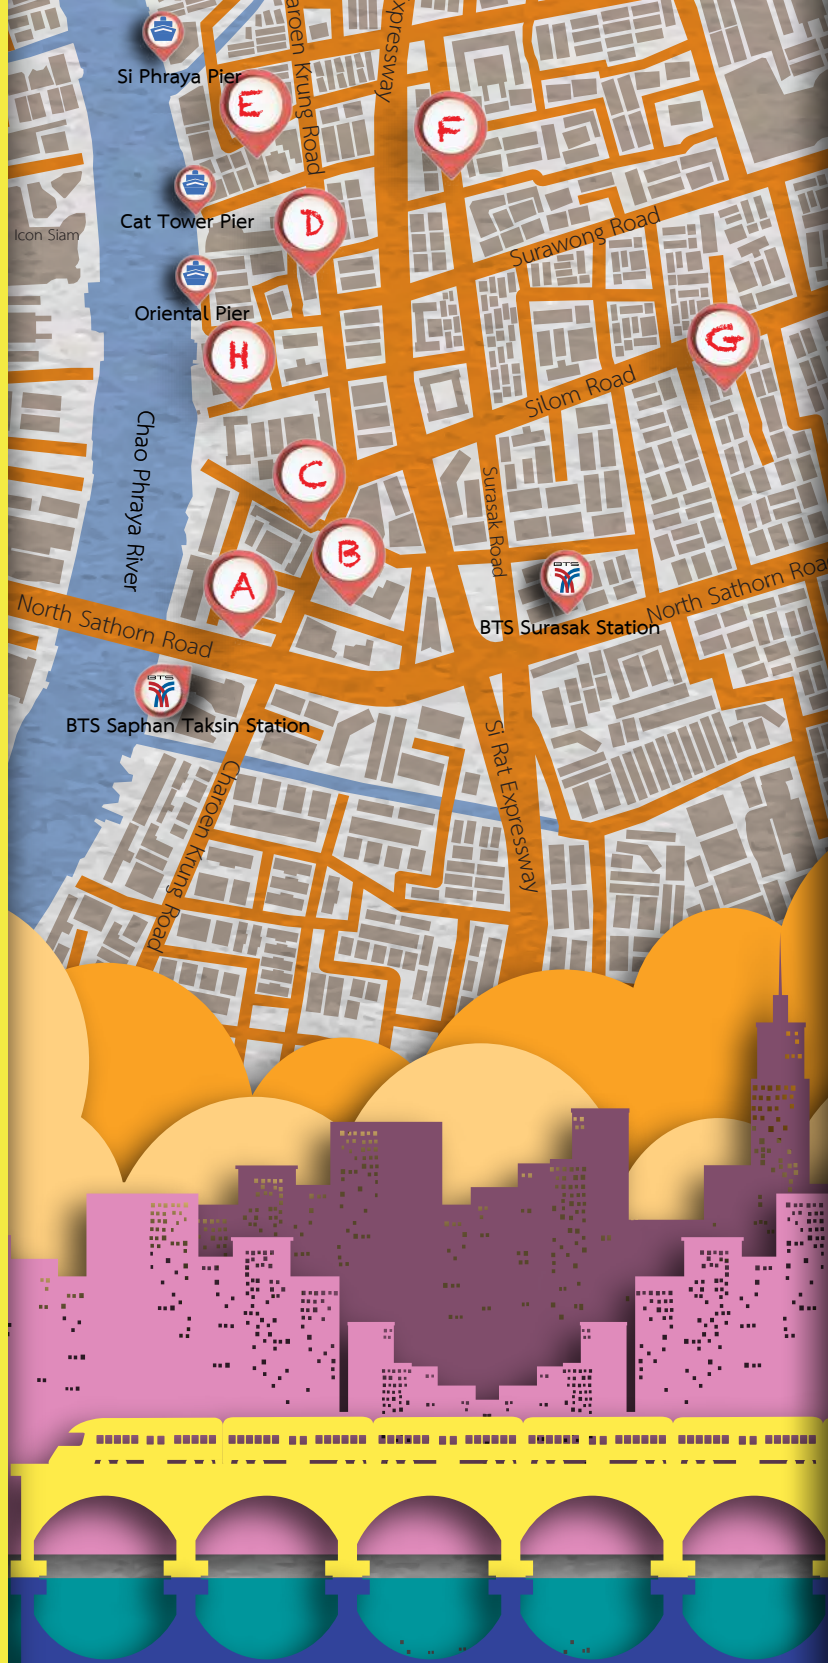 aroen Krung Road
xpressway
Si Phraya Pier
E
F
Cat Tower Pier
D
Icon Siam
Surawong Road
Oriental Pier
H
G
Silom Road
Chao Phraya River
C
Surasak Road
B
A
BTS
North Sathorn Road
North Sathorn Roa
BTS Surasak Station
BTS
BTS Saphan Taksin Station
Si Rat Expressway
Charoen Krung Road